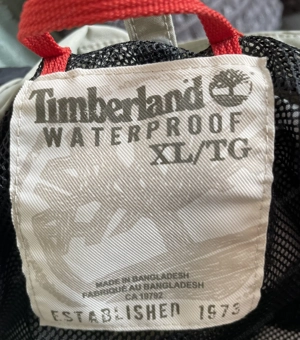 Timberland
WATERPROOF
XL/TG
MADE IN BANGLADESH
FABRIQUÉ AU BANGLADESH
CA 19792
ESTABLISHED 1973